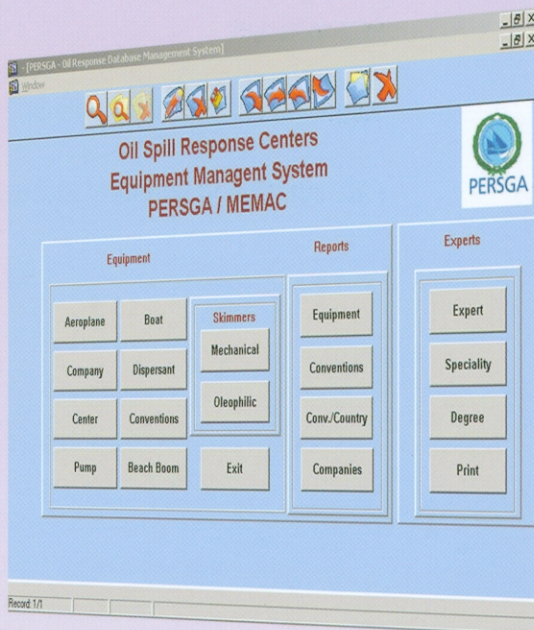 - [PERSGA - Oil Response Database Management System]
Window
Oil Spill Response Centers
Equipment Managent System
PERSGA / MEMAC
PERSGA
Equipment
Aeroplane
Boat
Company
Dispersant
Center
Conventions
Pump
Beach Boom
Skimmers
Mechanical
Oleophilic
Exit
Reports
Equipment
Conventions
Conv./Country
Companies
Experts
Expert
Speciality
Degree
Print
Record: 1/1